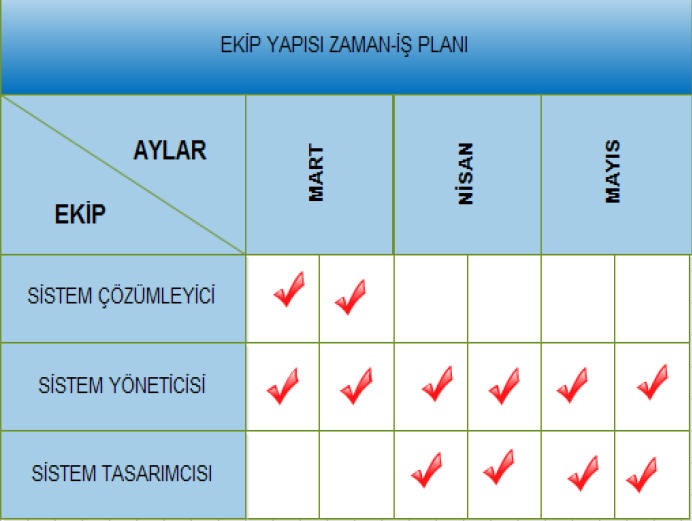 EKİP YAPISI ZAMAN-İŞ PLANI
AYLAR
EKİP
MART
NİSAN
MAYIS
SİSTEM ÇÖZÜMLEYİCİ
SİSTEM YÖNETİCİSİ
SİSTEM TASARIMCISI